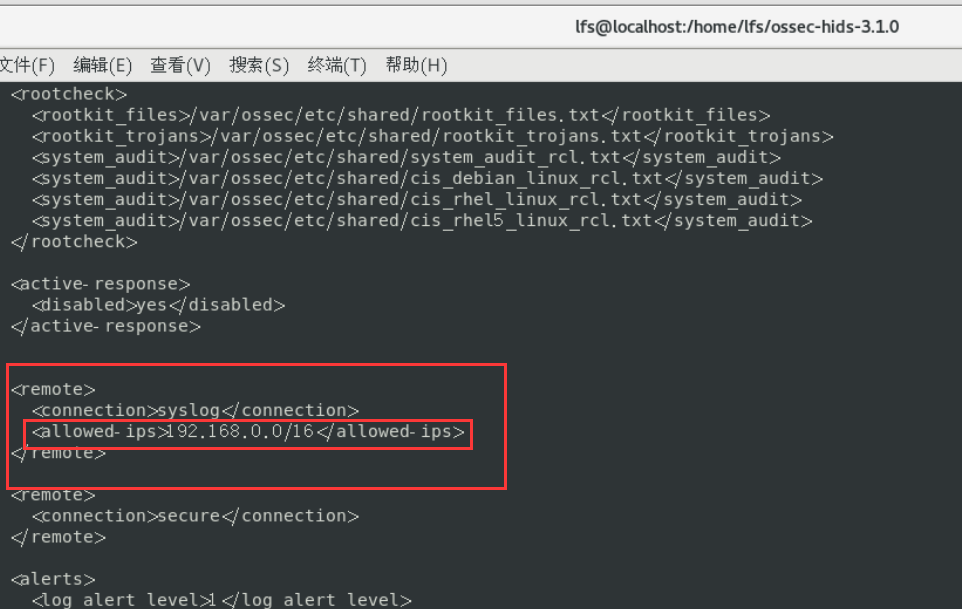 lfs@localhost:/home/lfs/ossec-hids-3.1.0
文件(F) 编辑(E) 查看(V) 搜索(S) 终端(T) 帮助(H)
<rootcheck>
<rootkit_files>/var/ossec/etc/shared/rootkit_files.txt</rootkit_files>
<rootkit_trojans>/var/ossec/etc/shared/rootkit_trojans.txt</rootkit_trojans>
<system_audit>/var/ossec/etc/shared/system_audit_rcl.txt</system_audit>
<system_audit>/var/ossec/etc/shared/cis_debian_linux_rcl.txt</system_audit>
<system_audit>/var/ossec/etc/shared/cis_rhel_linux_rcl.txt</system_audit>
<system_audit>/var/ossec/etc/shared/cis_rhel5_linux_rcl.txt</system_audit>
</rootcheck>
<active-response>
<disabled>yes</disabled>
</active-response>
<remote>
<connection>syslog</connection>
<allowed-ips>192.168.0.0/16</allowed-ips>
</remote>
<remote>
<connection>secure</connection>
</remote>
<alerts>
<log_alert_level>1</log_alert_level>